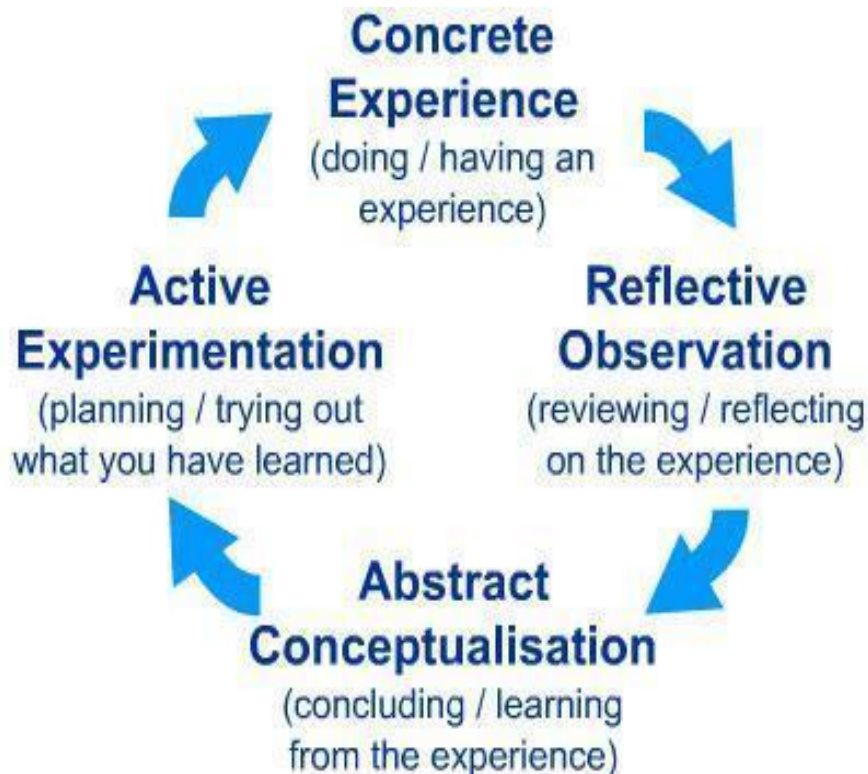 Concrete
Experience
(doing / having an
experience)
Reflective
Observation
(reviewing / reflecting
on the experience)
Abstract
Conceptualisation
(concluding / learning
from the experience)
Active
Experimentation
(planning / trying out
what you have learned)